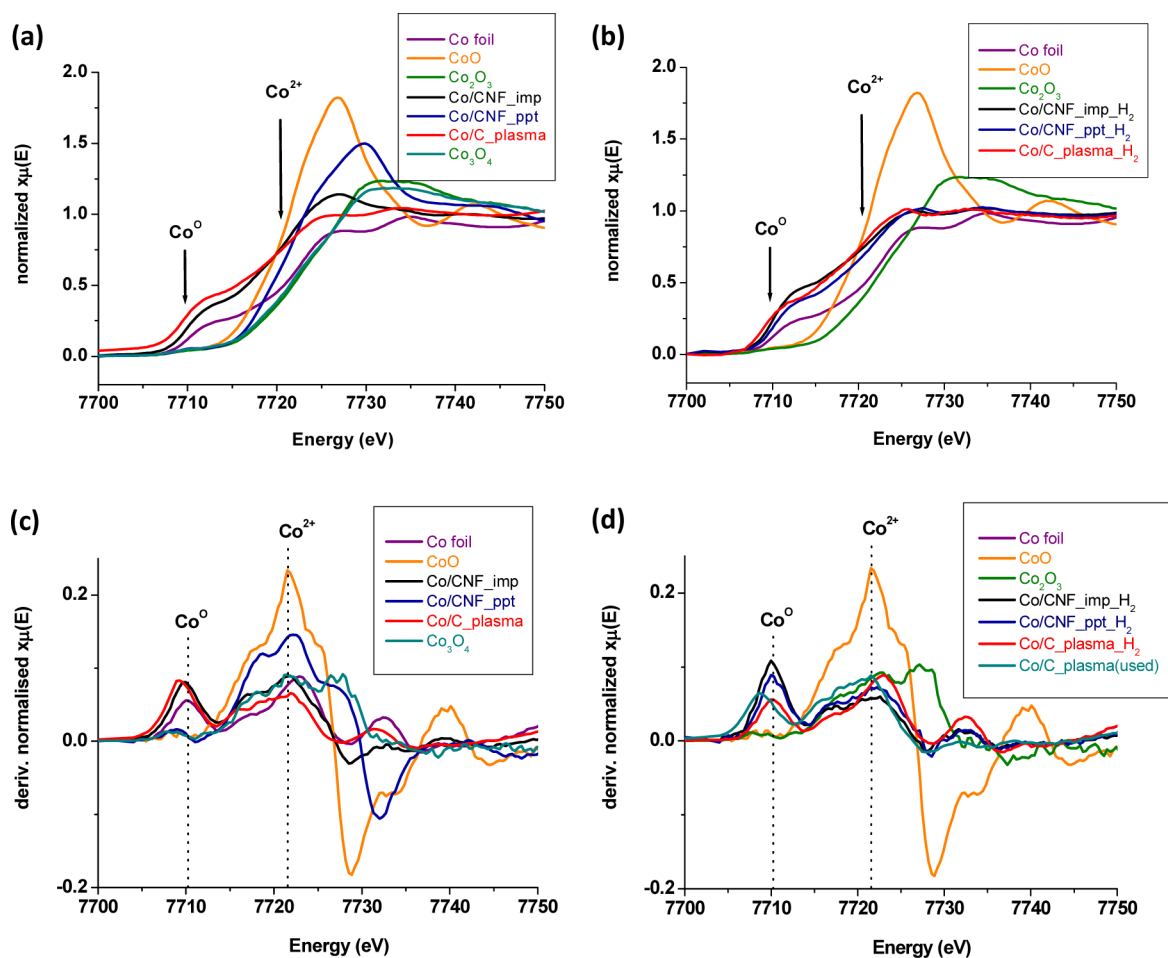 (a)
Co foil
CoO
Co₂O₃
Co/CNF_imp
Co/CNF_ppt
Co/C_plasma
Co₃O₄
Co²⁺
Co⁰
2.0
1.5
1.0
0.5
0.0
normalized xμ(E)
7700 7710 7720 7730 7740 7750
Energy (eV)
(b)
Co foil
CoO
Co₂O₃
Co/CNF_imp_H₂
Co/CNF_ppt_H₂
Co/C_plasma_H₂
Co²⁺
Co⁰
2.0
1.5
1.0
0.5
0.0
normalized xμ(E)
7700 7710 7720 7730 7740 7750
Energy (eV)
(c)
Co foil
CoO
Co/CNF_imp
Co/CNF_ppt
Co/C_plasma
Co₃O₄
Co²⁺
Co⁰
0.2
0.0
-0.2
deriv. normalised xμ(E)
7700 7710 7720 7730 7740 7750
Energy (eV)
(d)
Co foil
CoO
Co₂O₃
Co/CNF_imp_H₂
Co/CNF_ppt_H₂
Co/C_plasma_H₂
Co/C_plasma(used)
Co²⁺
Co⁰
0.2
0.0
-0.2
deriv. normalized xμ(E)
7700 7710 7720 7730 7740 7750
Energy (eV)